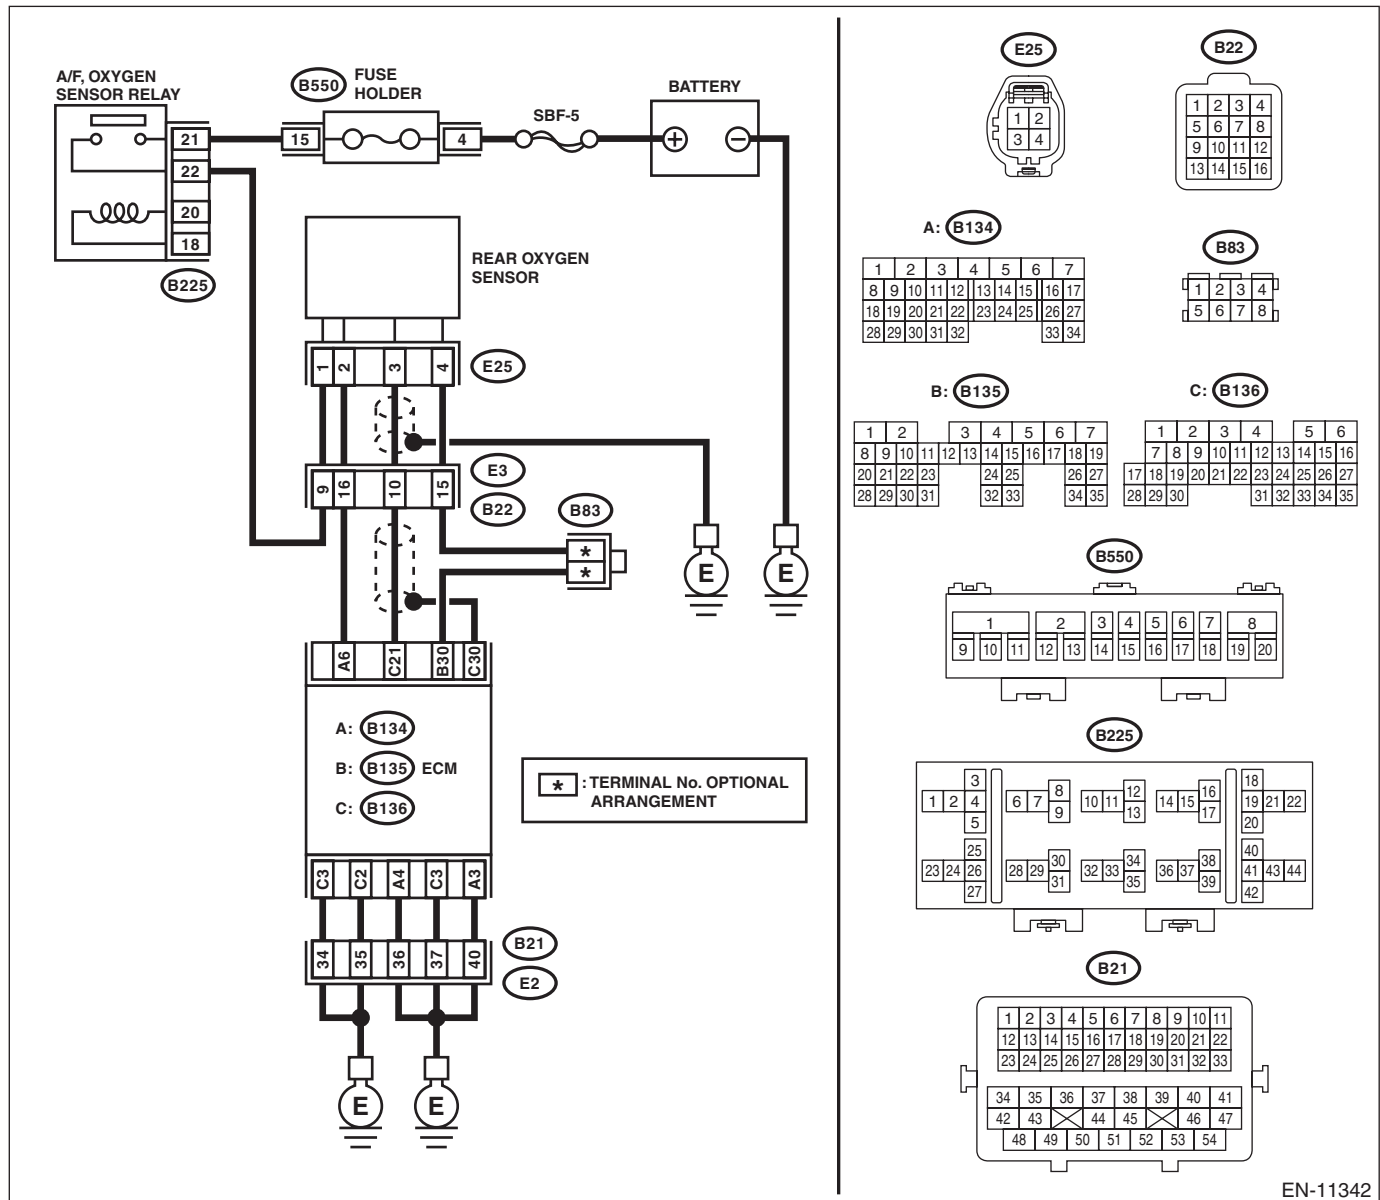 A/F, OXYGEN
SENSOR RELAY
B550
FUSE
HOLDER
SBF-5
BATTERY
21
15
4
+
−
22
20
18
B225
REAR OXYGEN
SENSOR
1 2 3 4
E25
9 16 10 15
E3
B22
B83
*
*
E
E
A6 C21 B30 C30
A: B134
B: B135 ECM
C: B136
* : TERMINAL No. OPTIONAL
ARRANGEMENT
C3 C2 A4 C3 A3
34 35 36 37 40
B21
E2
E
E
E25
1 2
3 4
B22
1 2 3 4
5 6 7 8
9 10 11 12
13 14 15 16
A: B134
1 2 3 4 5 6 7
8 9 10 11 12 13 14 15 16 17
18 19 20 21 22 23 24 25 26 27
28 29 30 31 32 33 34
B83
1 2 3 4
5 6 7 8
B: B135
1 2 3 4 5 6 7
8 9 10 11 12 13 14 15 16 17 18 19
20 21 22 23 24 25 26 27
28 29 30 31 32 33 34 35
C: B136
1 2 3 4 5 6
7 8 9 10 11 12 13 14 15 16
17 18 19 20 21 22 23 24 25 26 27
28 29 30 31 32 33 34 35
B550
1 2 3 4 5 6 7 8
9 10 11 12 13 14 15 16 17 18 19 20
B225
3 8 12 16 18
1 2 4 6 7 10 11 14 15 19 21 22
5 9 13 17 20
25 30 34 38 40
23 24 26 28 29 32 33 36 37 41 43 44
27 31 35 39 42
B21
1 2 3 4 5 6 7 8 9 10 11
12 13 14 15 16 17 18 19 20 21 22
23 24 25 26 27 28 29 30 31 32 33
34 35 36 37 38 39 40 41
42 43 44 45 46 47
48 49 50 51 52 53 54
EN-11342